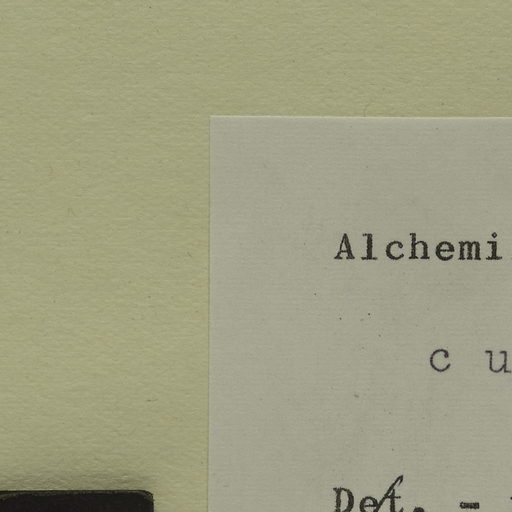 Alchemi
c u
Det. -